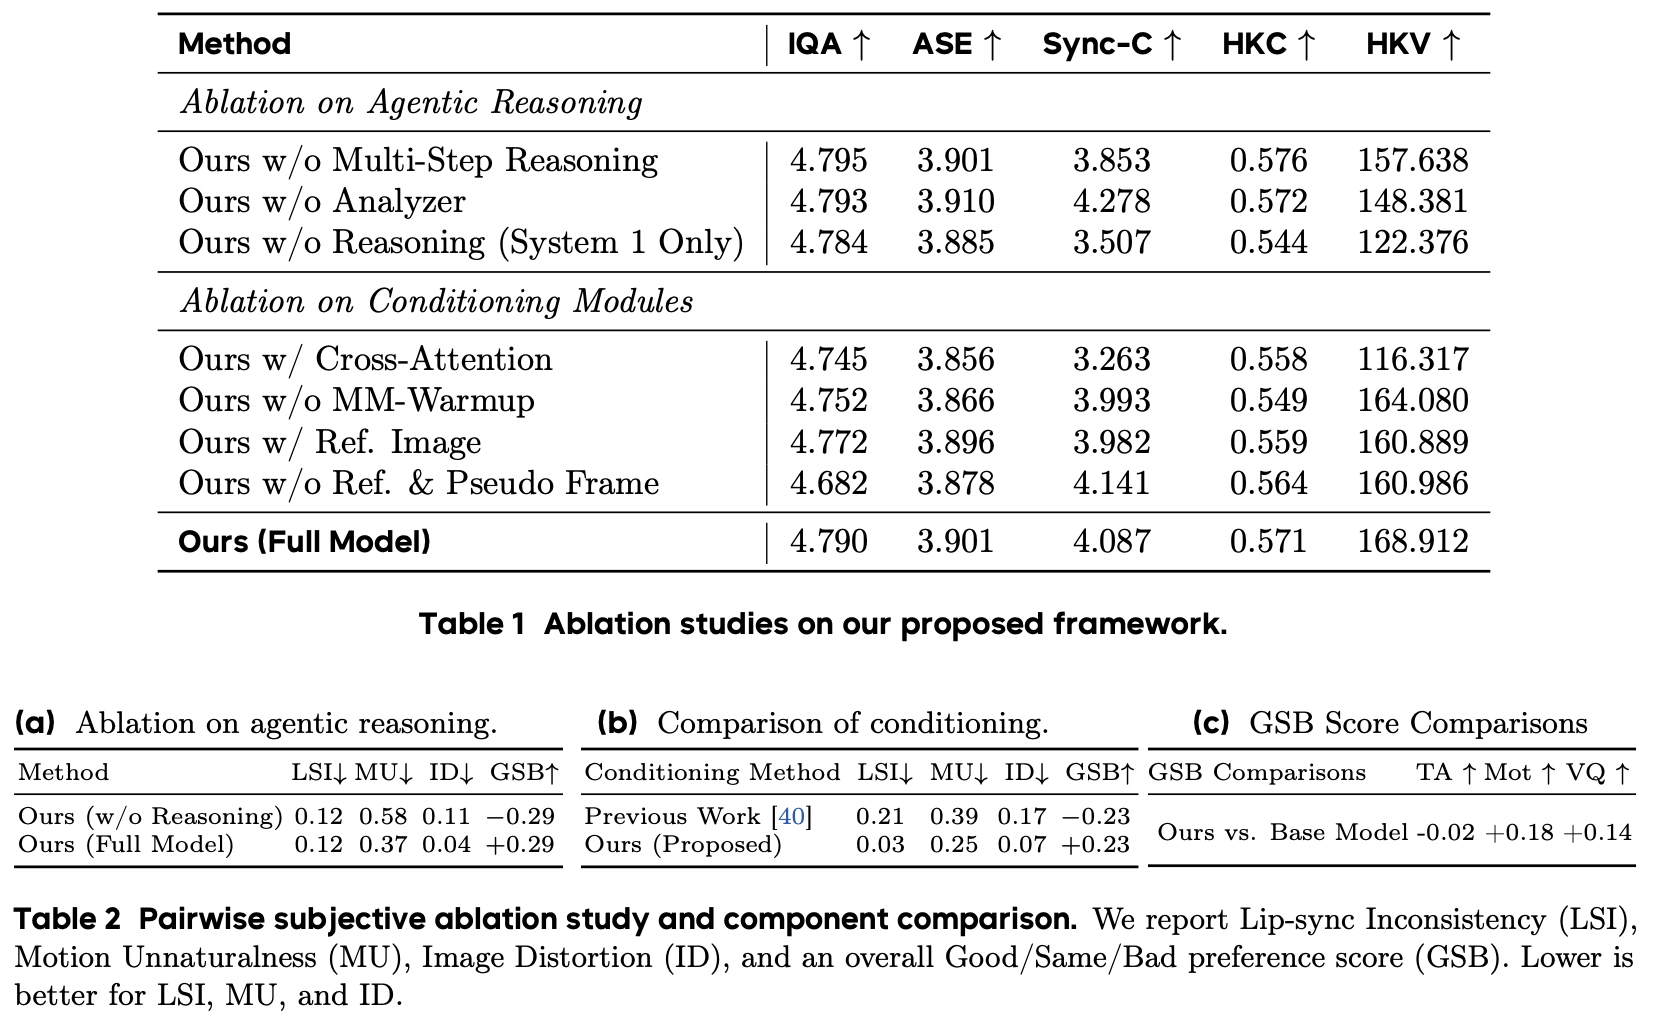 Method IQA ↑ ASE ↑ Sync-C ↑ HKC ↑ HKV ↑
Ablation on Agentic Reasoning
Ours w/o Multi-Step Reasoning 4.795 3.901 3.853 0.576 157.638
Ours w/o Analyzer 4.793 3.910 4.278 0.572 148.381
Ours w/o Reasoning (System 1 Only) 4.784 3.885 3.507 0.544 122.376
Ablation on Conditioning Modules
Ours w/ Cross-Attention 4.745 3.856 3.263 0.558 116.317
Ours w/o MM-Warmup 4.752 3.866 3.993 0.549 164.080
Ours w/ Ref. Image 4.772 3.896 3.982 0.559 160.889
Ours w/o Ref. & Pseudo Frame 4.682 3.878 4.141 0.564 160.986
Ours (Full Model) 4.790 3.901 4.087 0.571 168.912
Table 1 Ablation studies on our proposed framework.
(a) Ablation on agentic reasoning.
Method LSI↓ MU↓ ID↓ GSB↑
Ours (w/o Reasoning) 0.12 0.58 0.11 −0.29
Ours (Full Model) 0.12 0.37 0.04 +0.29
(b) Comparison of conditioning.
Conditioning Method LSI↓ MU↓ ID↓ GSB↑
Previous Work [40] 0.21 0.39 0.17 −0.23
Ours (Proposed) 0.03 0.25 0.07 +0.23
(c) GSB Score Comparisons
GSB Comparisons TA ↑ Mot ↑ VQ ↑
Ours vs. Base Model -0.02 +0.18 +0.14
Table 2 Pairwise subjective ablation study and component comparison. We report Lip-sync Inconsistency (LSI),
Motion Unnaturalness (MU), Image Distortion (ID), and an overall Good/Same/Bad preference score (GSB). Lower is
better for LSI, MU, and ID.